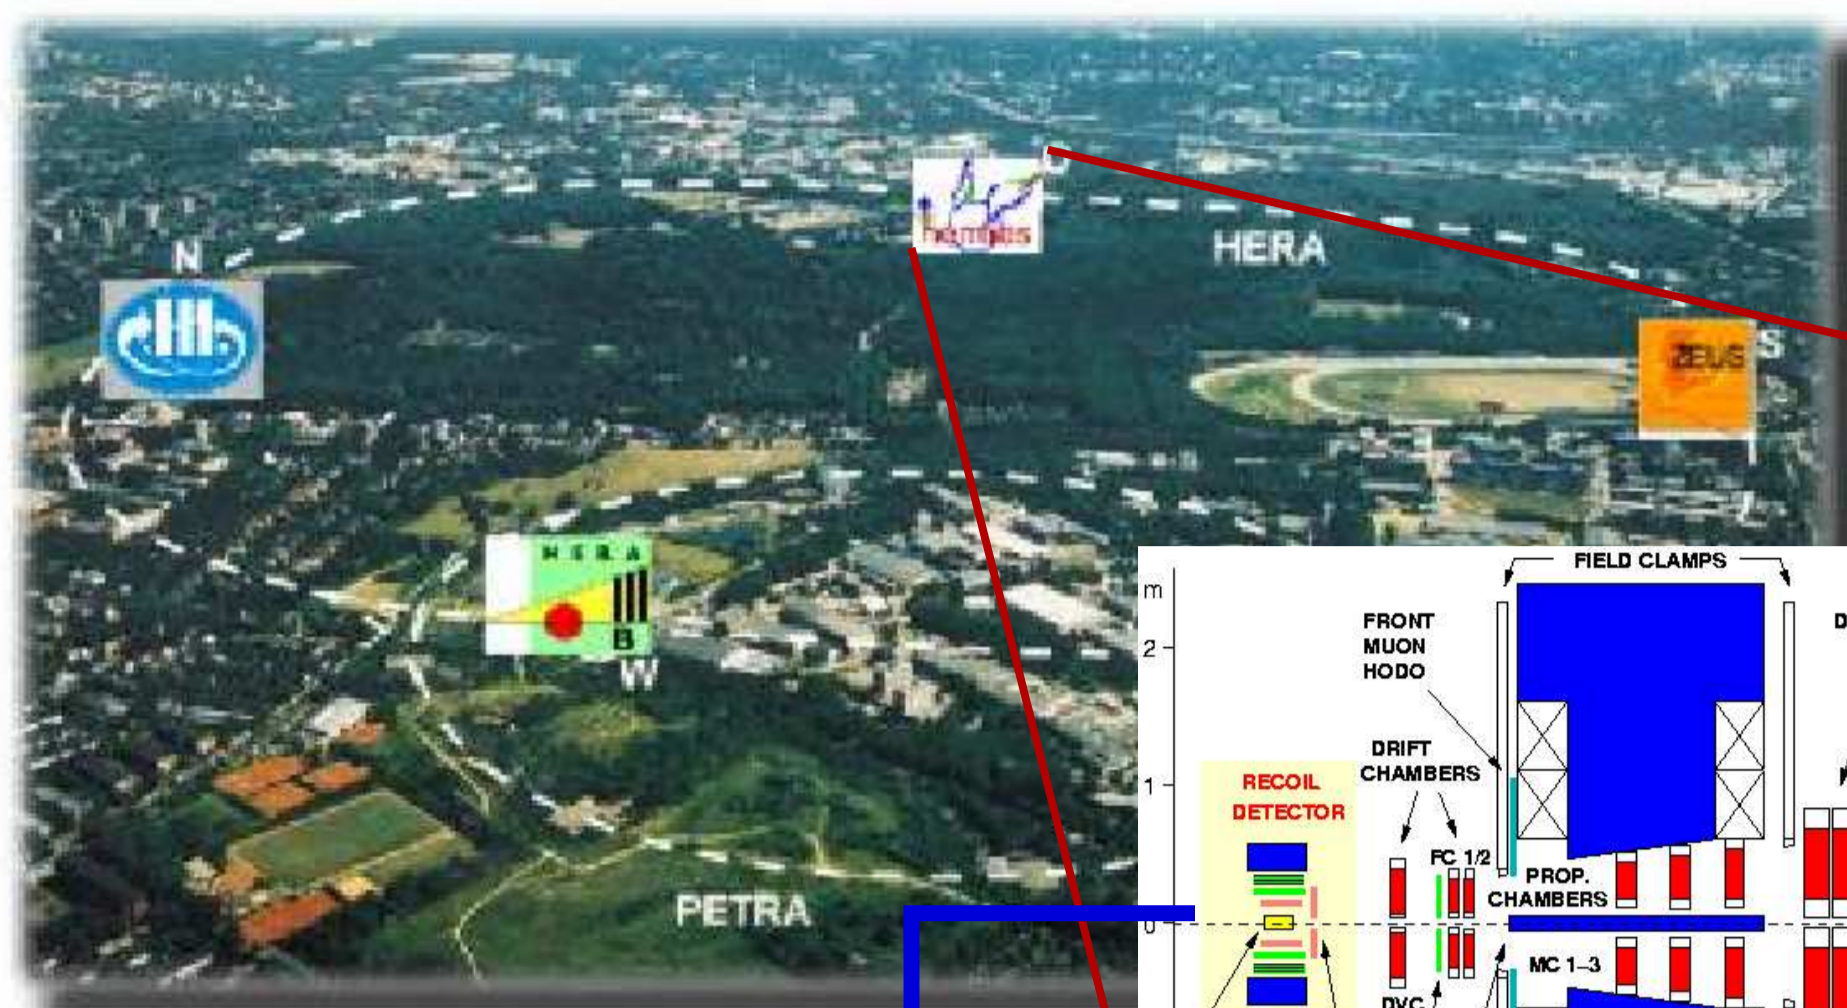 O
N
hermes
HERA
ZEUS
S
H E R A
B
W
PETRA
FIELD CLAMPS
m
FRONT
MUON
HODO
2
DRIFT
CHAMBERS
1
RECOIL
DETECTOR
FC 1/2
PROP.
CHAMBERS
0
MC 1–3
DVC
D